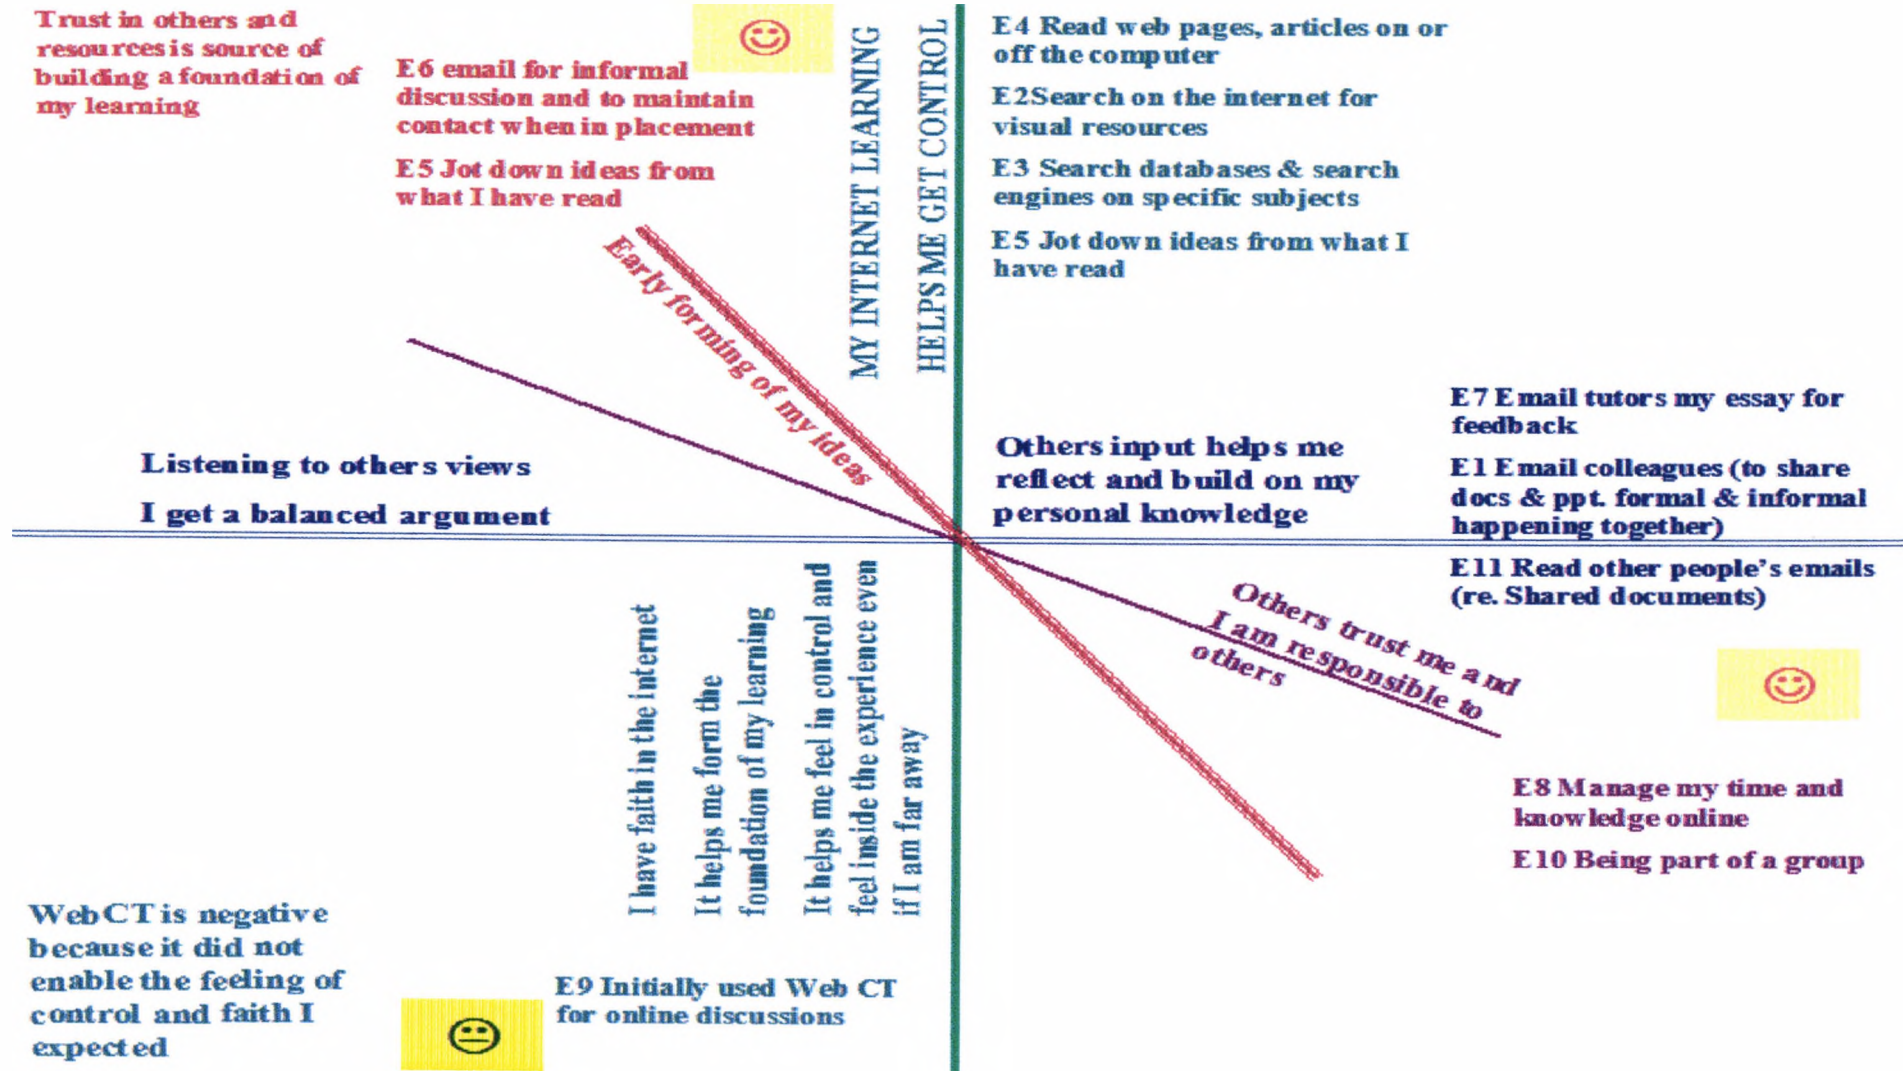 Trust in others and
resources is source of
building a foundation of
my learning
E6 email for informal
discussion and to maintain
contact when in placement
E5 Jot down ideas from
what I have read
MY INTERNET LEARNING
HELPS ME GET CONTROL
E4 Read web pages, articles on or
off the computer
E2Search on the internet for
visual resources
E3 Search databases & search
engines on specific subjects
E5 Jot down ideas from what I
have read
Early forming of my ideas
Listening to others views
I get a balanced argument
Others input helps me
reflect and build on my
personal knowledge
E7 Email tutors my essay for
feedback
E1 Email colleagues (to share
docs & ppt. formal & informal
happening together)
E11 Read other people's emails
(re. Shared documents)
Others trust me and
I am responsible to
others
I have faith in the internet
It helps me form the
foundation of my learning
It helps me feel in control and
feel inside the experience even
if I am far away
E8 Manage my time and
knowledge online
E10 Being part of a group
WebCT is negative
because it did not
enable the feeling of
control and faith I
expected
E9 Initially used Web CT
for online discussions